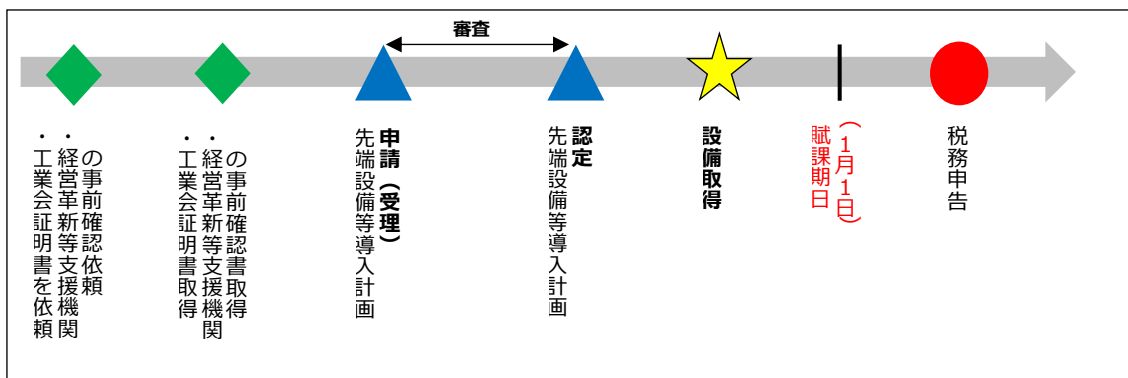 審査
・工業会証明書を依頼
・経営革新等支援機関
の事前確認依頼
・工業会証明書取得
・経営革新等支援機関
の事前確認書取得
先端設備等導入計画
申請（受理）
先端設備等導入計画
認定
設備取得
賦課期日
（1月1日）
税務申告